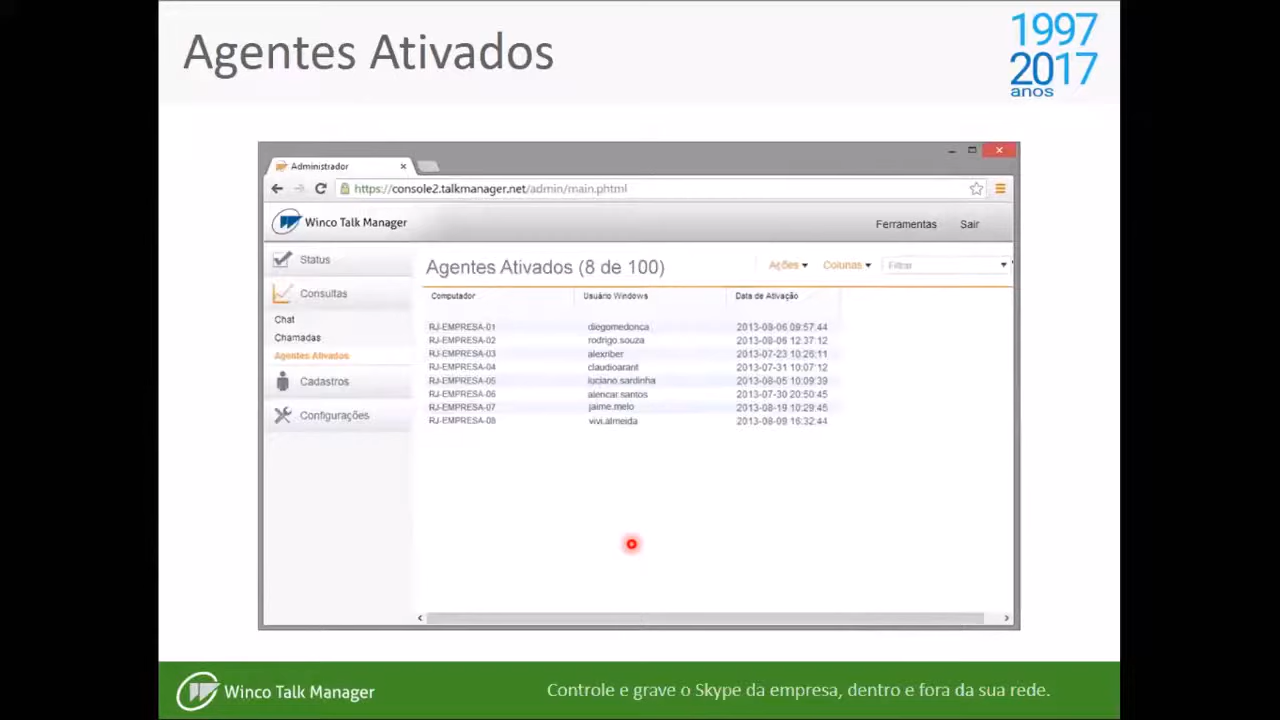 Agentes Ativados
1997
2017
anos
Administrador
https://console2.talkmanager.net/admin/main.phtml
Winco Talk Manager
Ferramentas Sair
Status
Consultas
Chat
Chamadas
Agentes Ativados
Cadastros
Configurações
Agentes Ativados (8 de 100)
Ações Colunas Filtrar
Computador Usuário Windows Data de Ativação
RJ-EMPRESA-01 diegomedonca 2013-08-06 09:57:44
RJ-EMPRESA-02 rodrigo.souza 2013-08-06 12:37:12
RJ-EMPRESA-03 alexriber 2013-07-23 10:26:11
RJ-EMPRESA-04 claudioarant 2013-07-31 10:07:12
RJ-EMPRESA-05 luciano.sardinha 2013-08-05 10:09:39
RJ-EMPRESA-06 alencar.santos 2013-07-30 20:50:45
RJ-EMPRESA-07 jaime.melo 2013-08-19 10:29:45
RJ-EMPRESA-08 vivi.almeida 2013-08-09 16:32:44
Winco Talk Manager
Controle e grave o Skype da empresa, dentro e fora da sua rede.